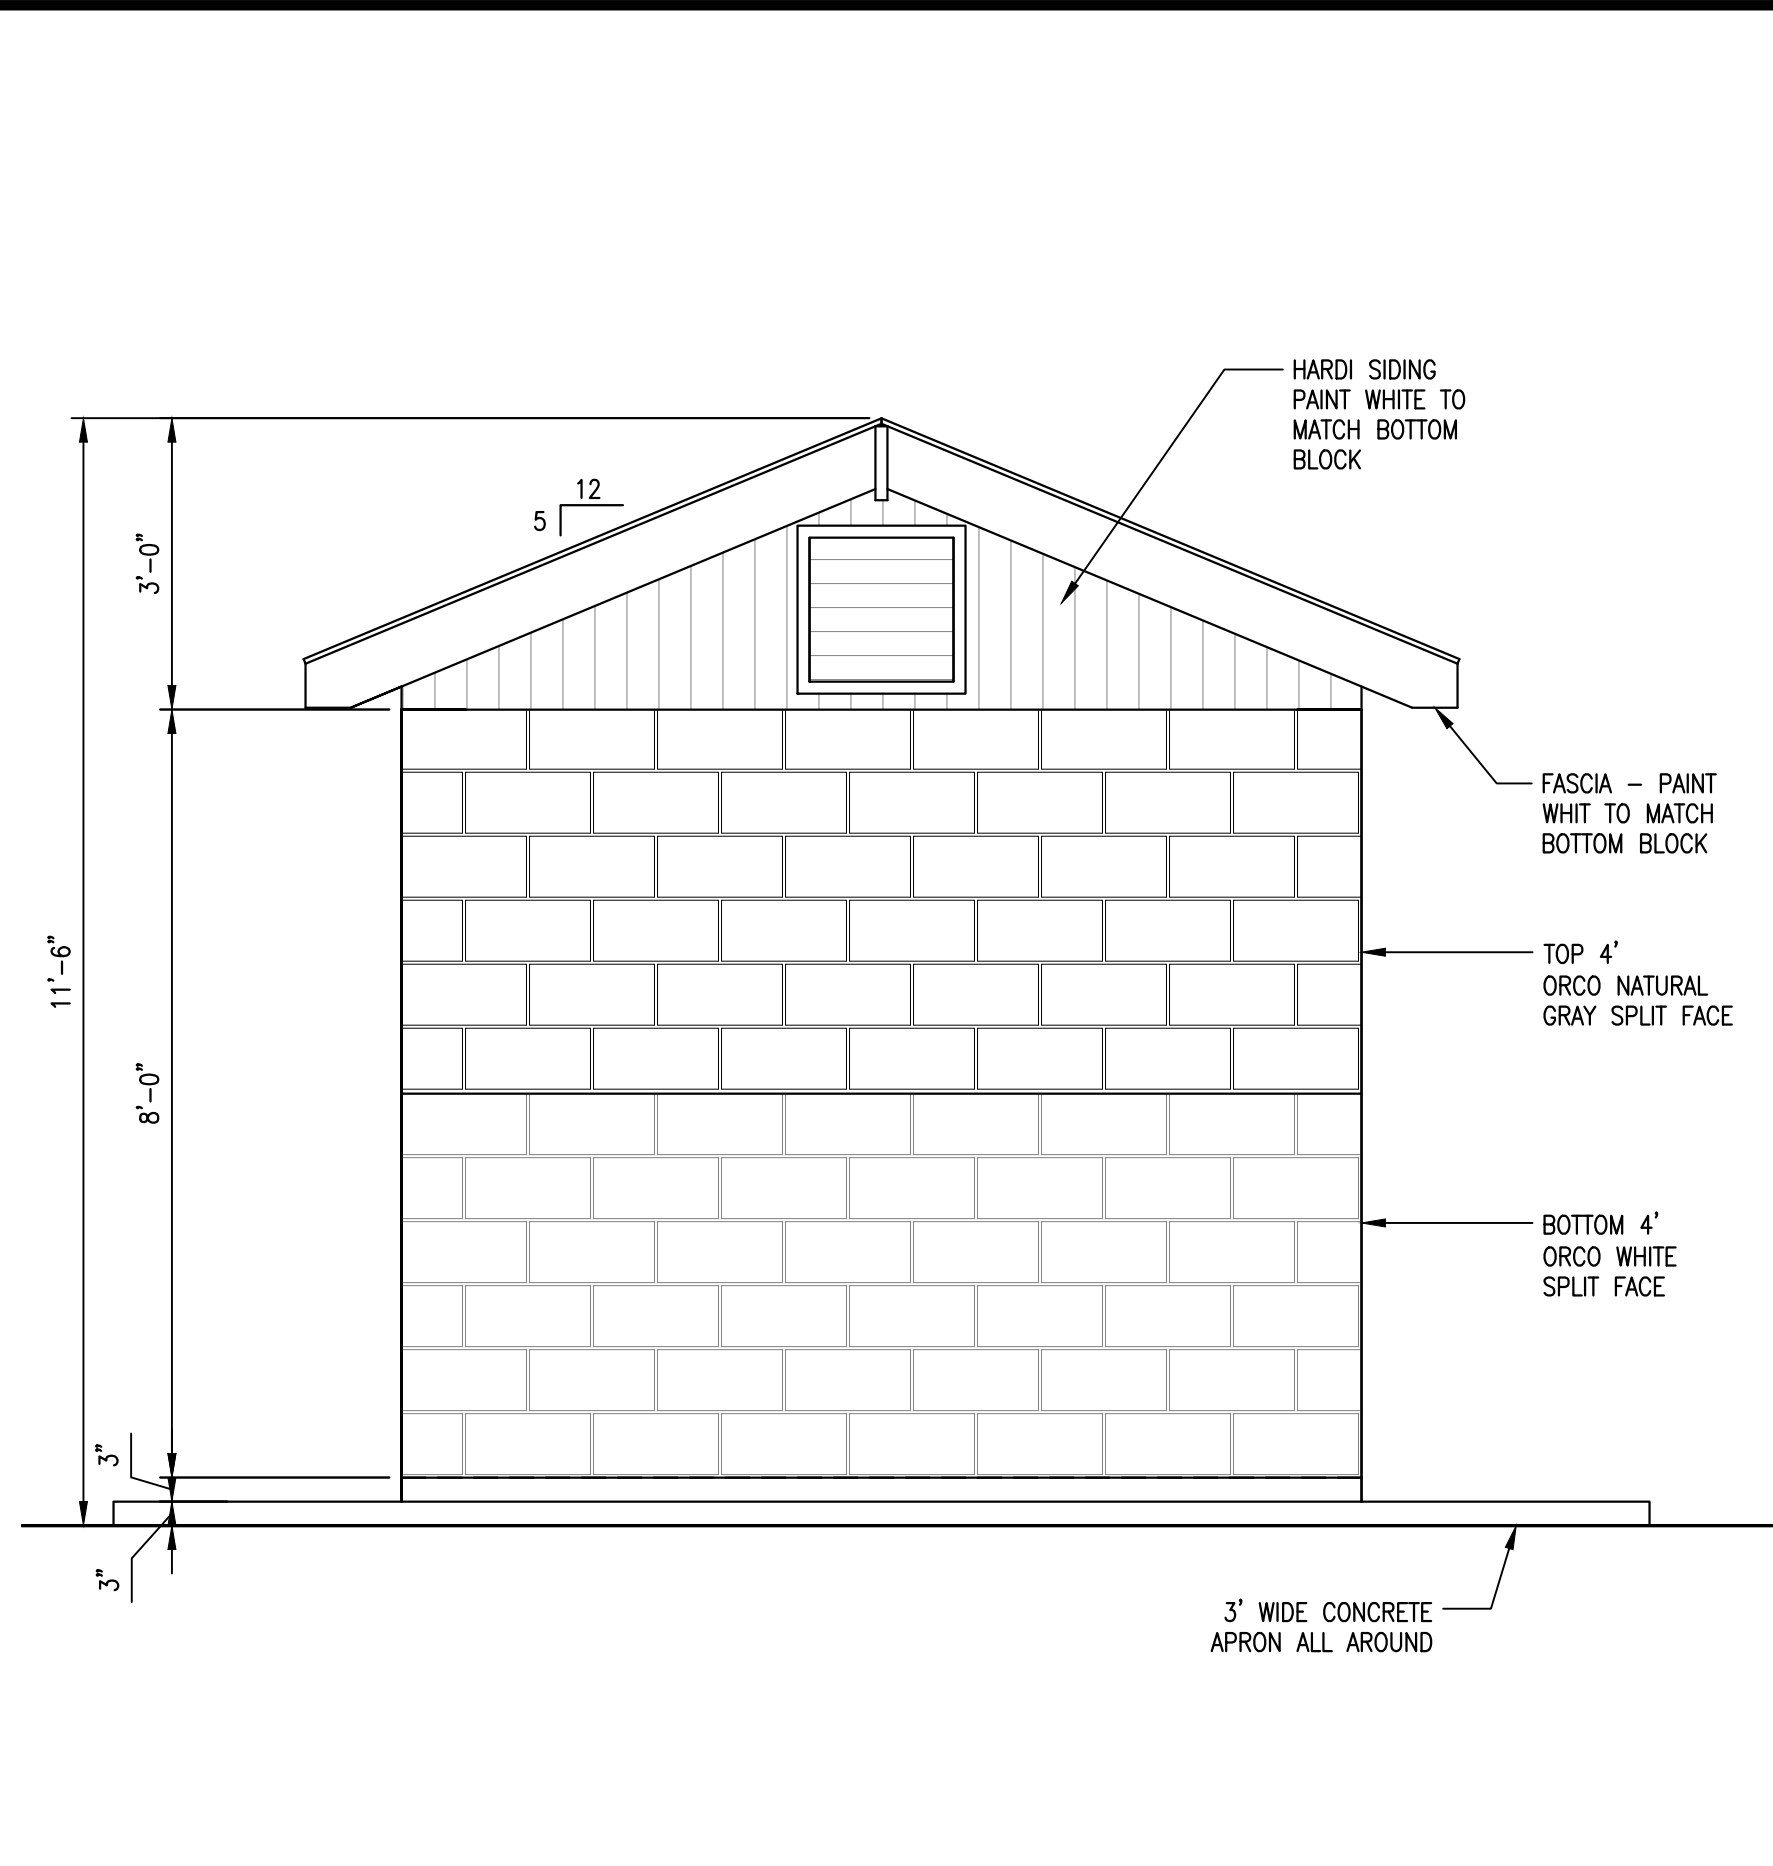 HARDI SIDING
PAINT WHITE TO
MATCH BOTTOM
BLOCK
12
5
3'-0"
FASCIA - PAINT
WHIT TO MATCH
BOTTOM BLOCK
11'-6"
TOP 4'
ORCO NATURAL
GRAY SPLIT FACE
8'-0"
BOTTOM 4'
ORCO WHITE
SPLIT FACE
3"
3"
3' WIDE CONCRETE
APRON ALL AROUND